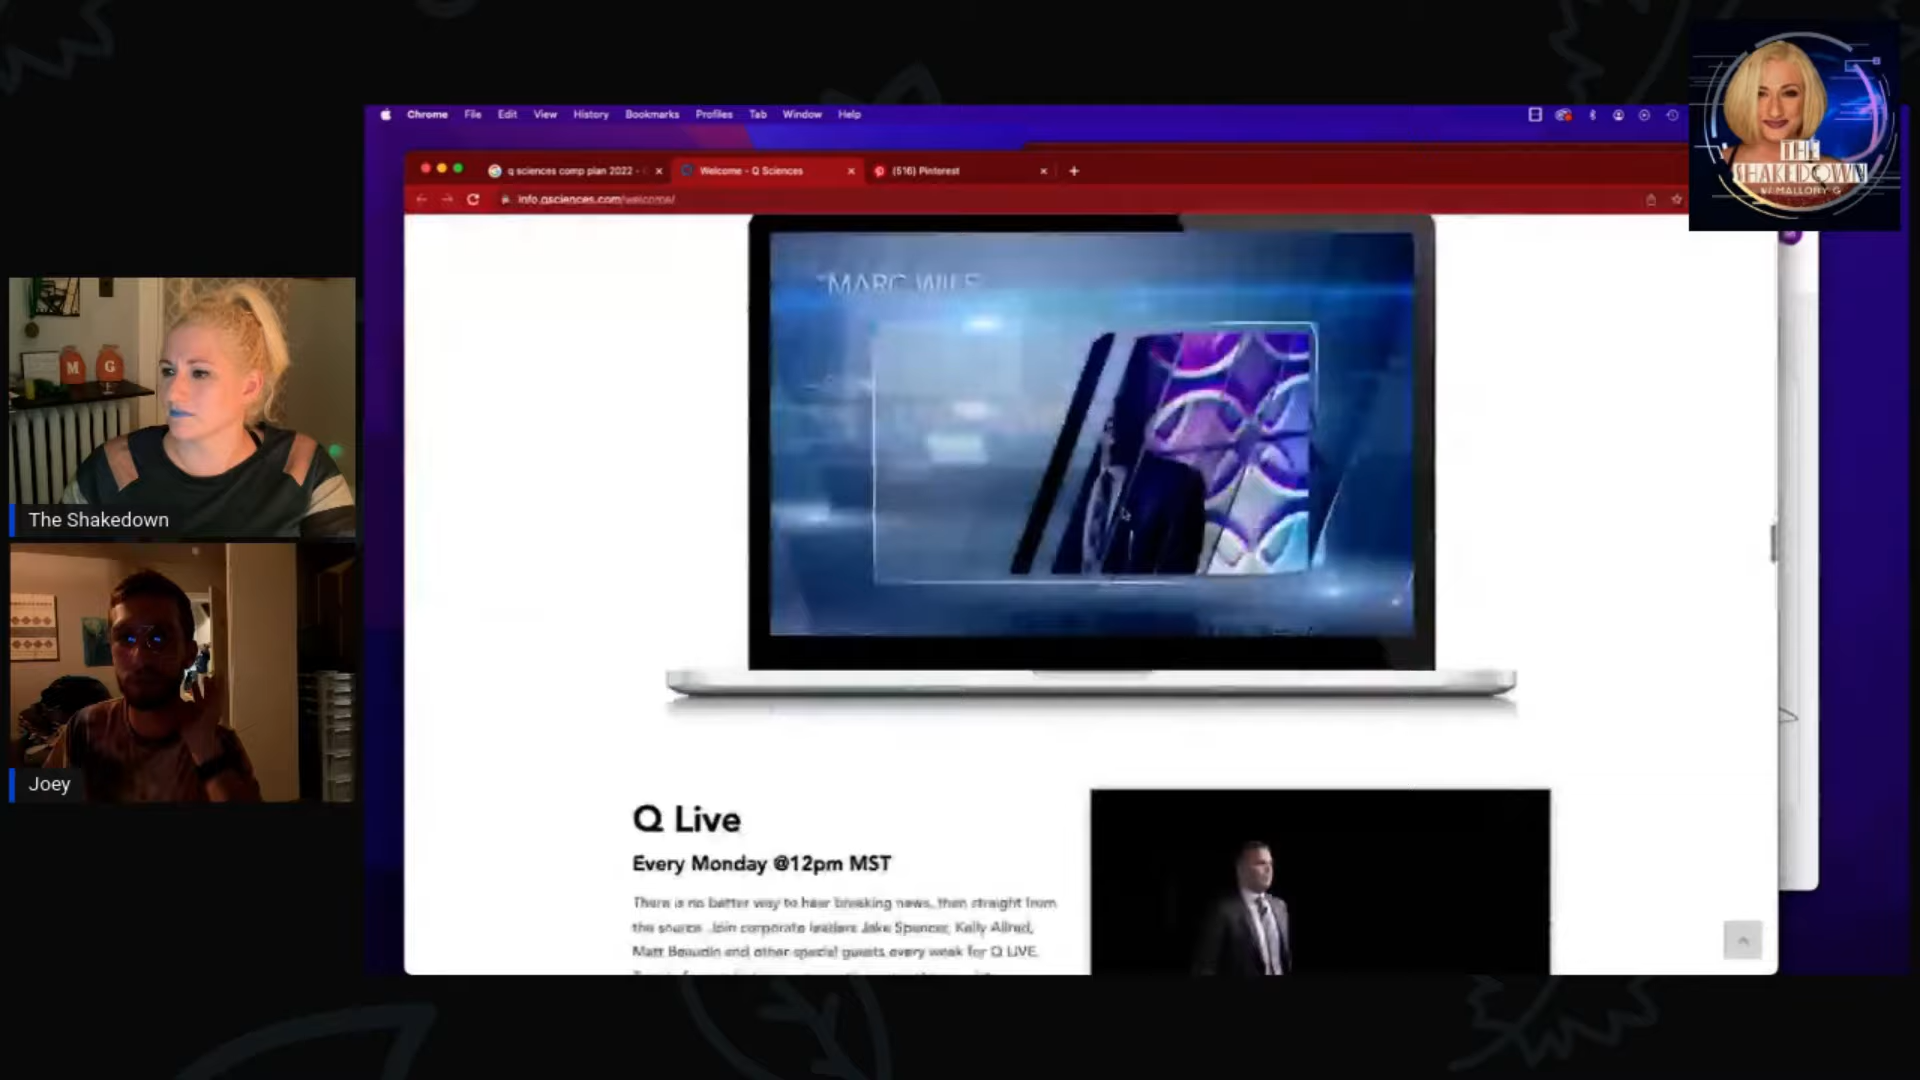 Chrome File Edit View History Bookmarks Profiles Tab Window Help
q sciences comp plan 2022 -
Welcome - Q Sciences
(516) Pinterest
info.qsciences.com/welcome/
THE
SHAKEDOWN
W/ MALLORY G
M G
The Shakedown
Joey
Q Live
Every Monday @12pm MST
There is no better way to hear breaking news, then straight from
the source. Join corporate leaders Jake Spencer, Kelly Allred,
Matt Beaudin and other special guests every week for Q LIVE.